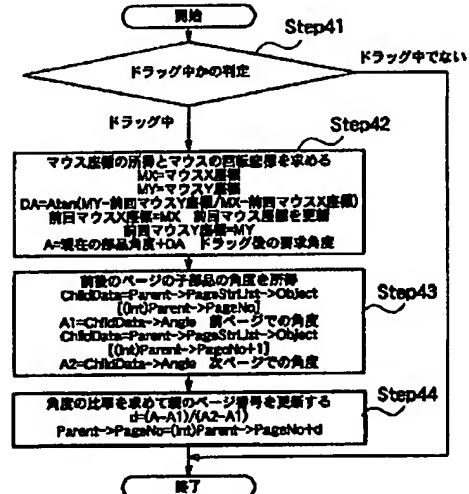 開始
Step41
ドラッグ中かの判定
ドラッグ中でない
ドラッグ中
Step42
マウス座標の所得とマウスの回転座標を求める
MX=マウスX座標
MY=マウスY座標
DA=Atan(MY-前回マウスY座標/MX-前回マウスX座標)
前回マウスX座標=MX 前回マウス座標を更新
前回マウスY座標=MY
A=現在の部品角度+DA ドラッグ後の要求角度
Step43
前後のページの子部品の角度を所得
ChildData=Parent->PageStrList->Object
[(int)Parent->PageNo]
A1=ChildData->Angle 前ページでの角度
ChildData=Parent->PageStrList->Object
[(int)Parent->PageNo+1]
A2=ChildData->Angle 次ページでの角度
Step44
角度の比率を求めて親のページ番号を更新する
d=(A-A1)/(A2-A1)
Parent->PageNo=(int)Parent->PageNo+d
終了